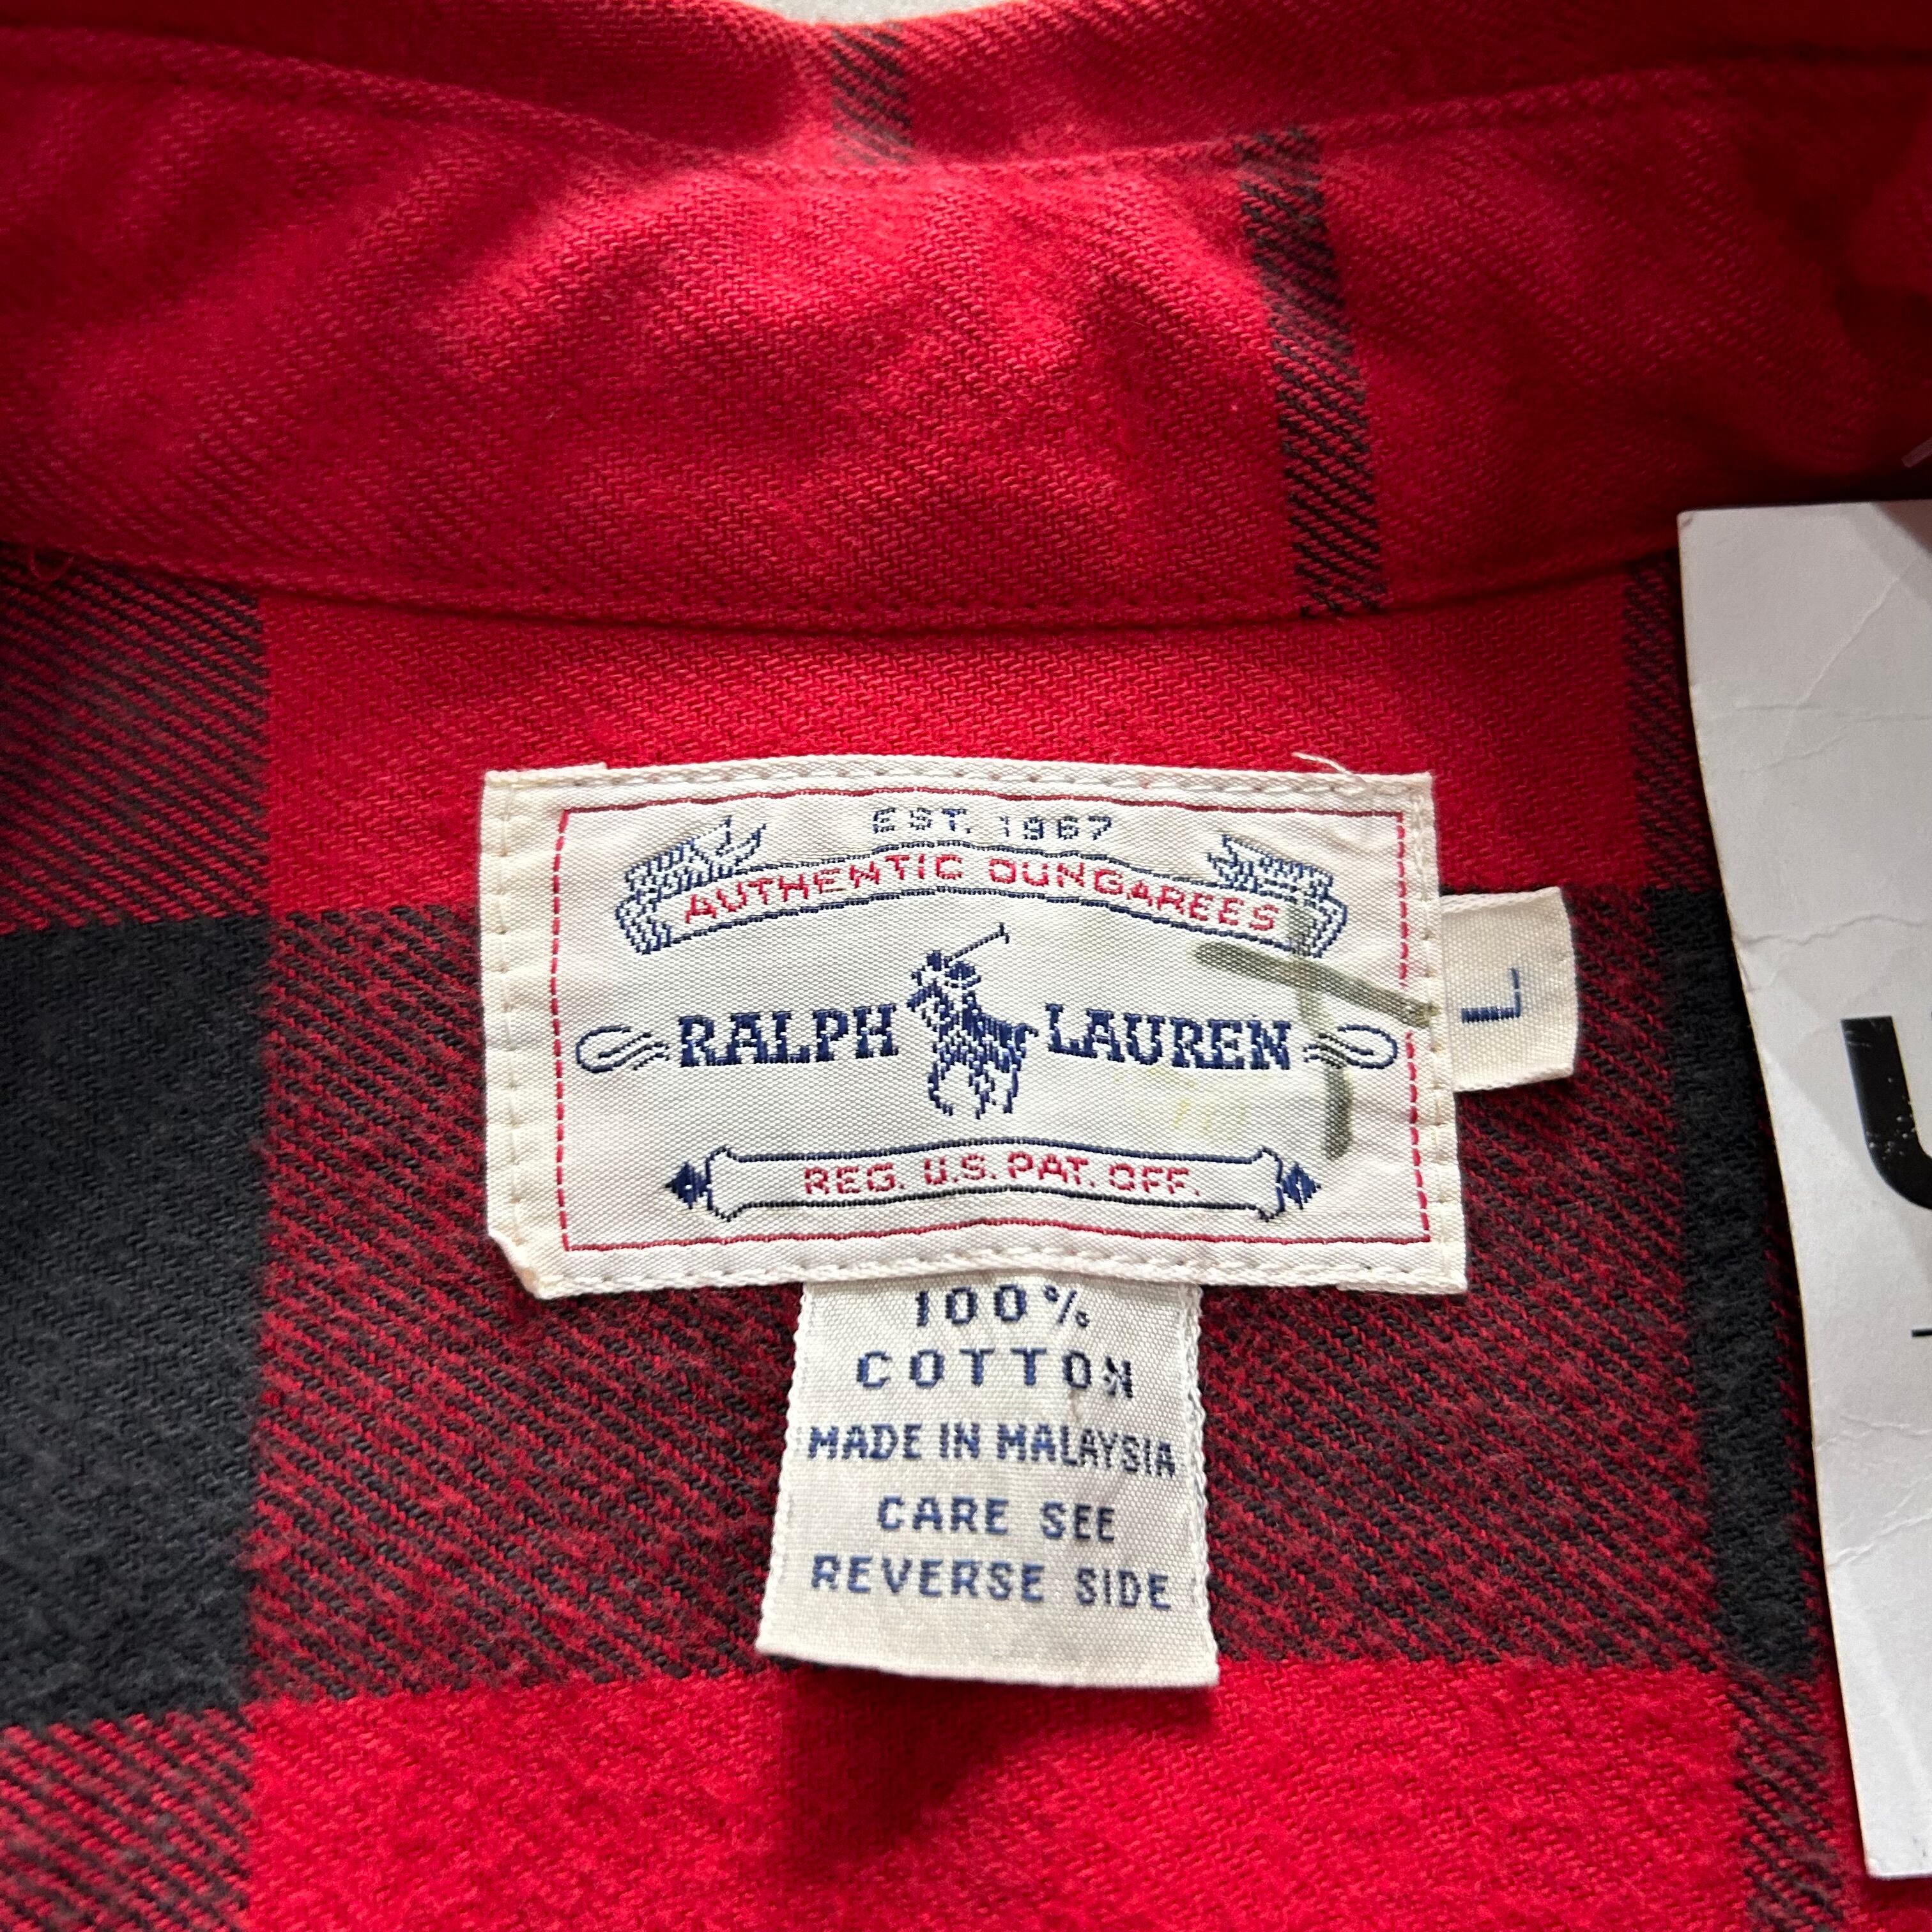 EST. 1967
AUTHENTIC DUNGAREES
RALPH LAUREN
L
REG. U.S. PAT. OFF.
100%
COTTON
MADE IN MALAYSIA
CARE SEE
REVERSE SIDE